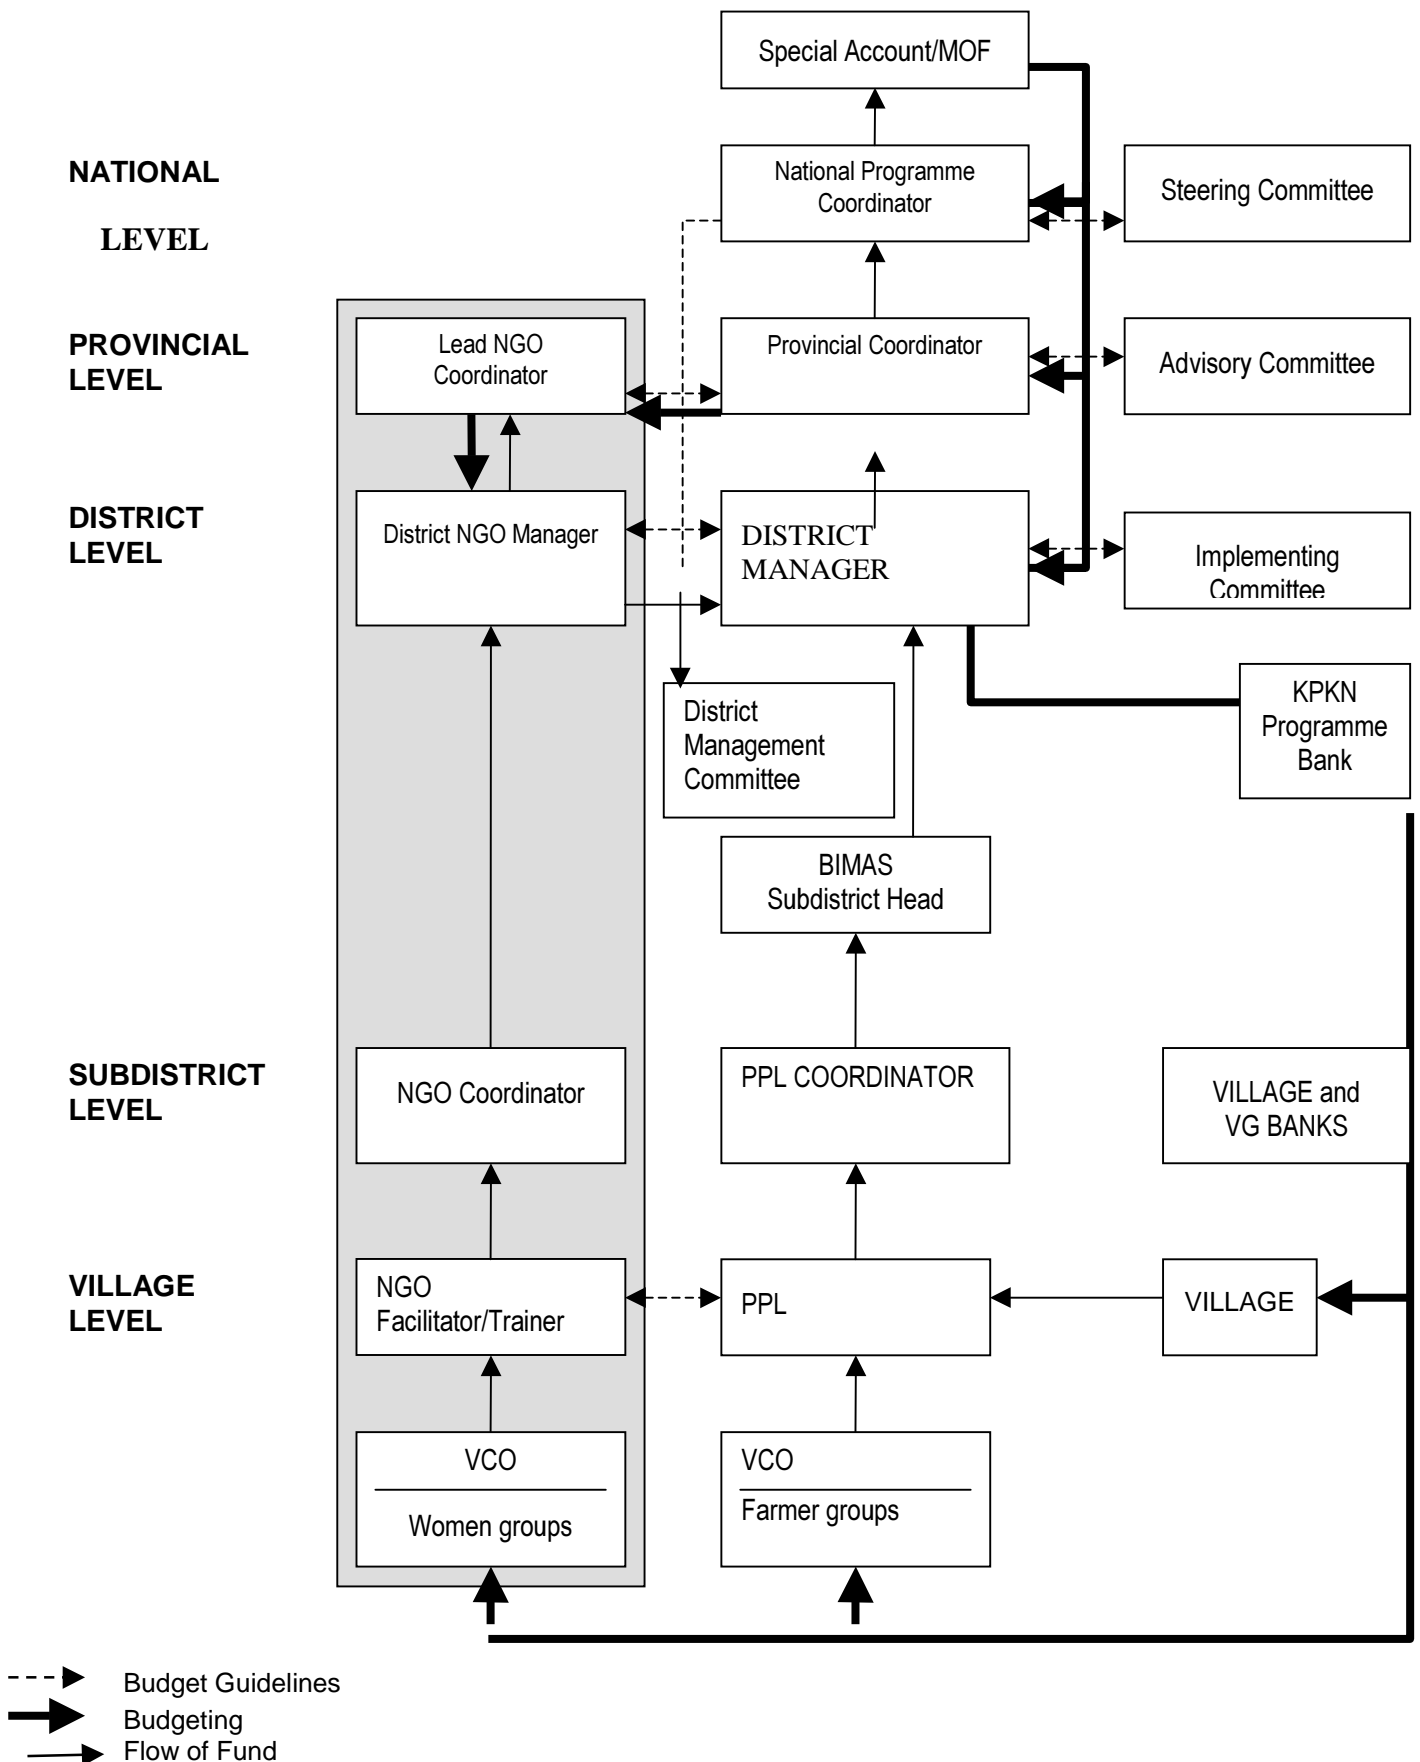 Special Account/MOF
NATIONAL
LEVEL
National Programme
Coordinator
Steering Committee
PROVINCIAL
LEVEL
Lead NGO
Coordinator
Provincial Coordinator
Advisory Committee
DISTRICT
LEVEL
District NGO Manager
DISTRICT
MANAGER
Implementing
Committee
District
Management
Committee
KPKN
Programme
Bank
BIMAS
Subdistrict Head
SUBDISTRICT
LEVEL
NGO Coordinator
PPL COORDINATOR
VILLAGE and
VG BANKS
VILLAGE
LEVEL
NGO
Facilitator/Trainer
PPL
VILLAGE
VCO
Women groups
VCO
Farmer groups
Budget Guidelines
Budgeting
Flow of Fund